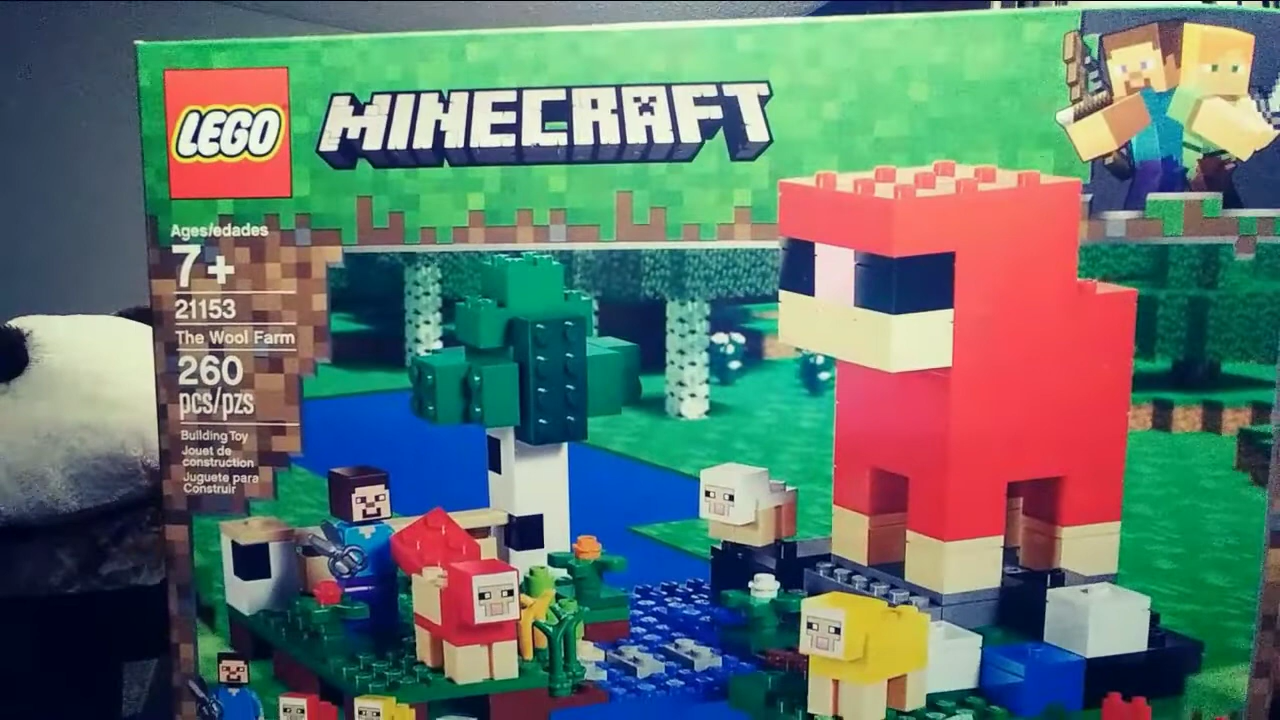 LEGO
MINECRAFT
Ages/edades
7+
21153
The Wool Farm
260
pcs/pzs
Building Toy
Jouet de
construction
Juguete para
Construir